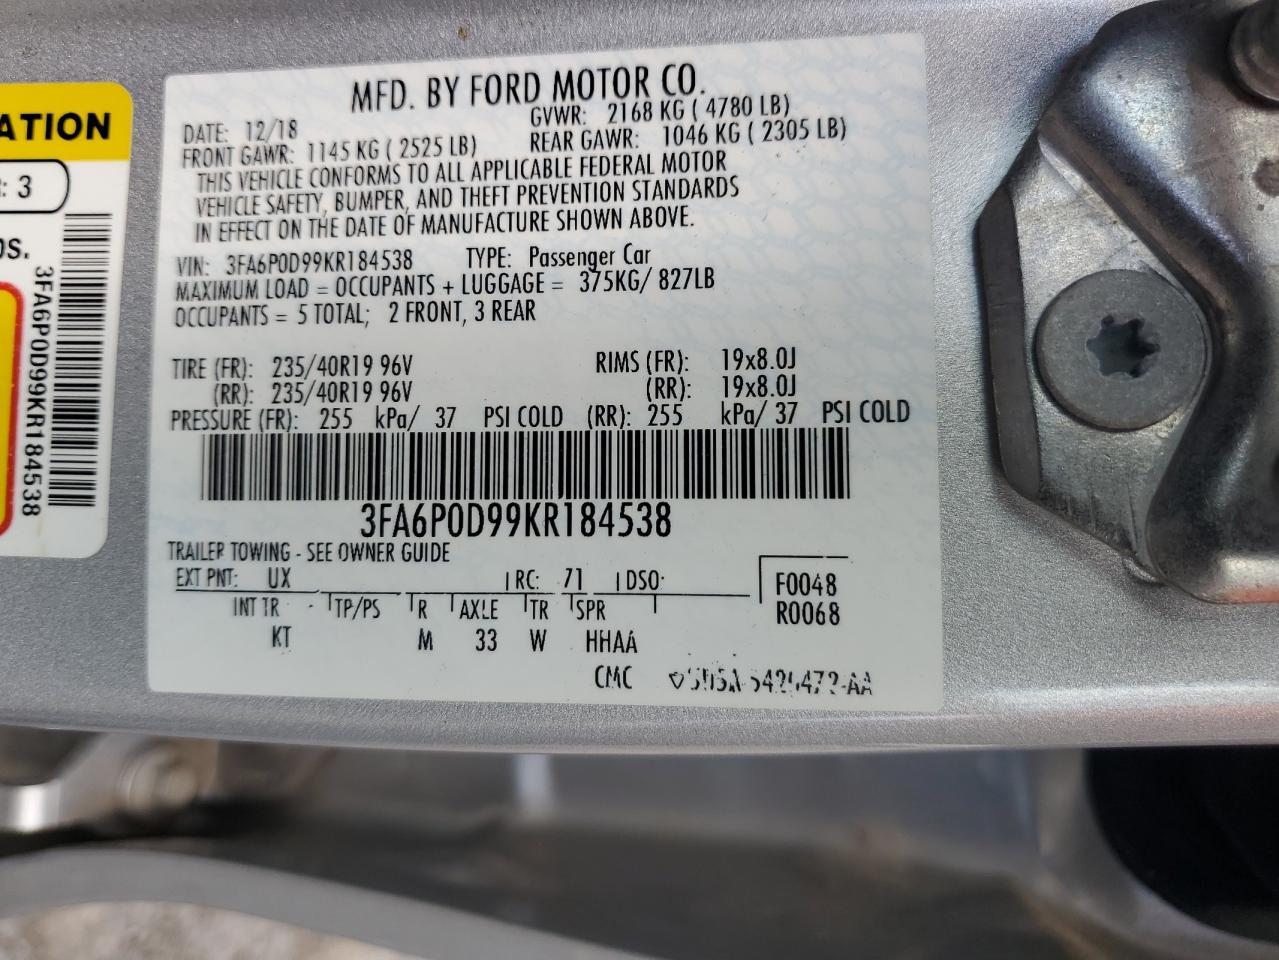 ATION
: 3
OS.
3FA6P0D99KR184538
MFD. BY FORD MOTOR CO.
DATE: 12/18 GVWR: 2168 KG ( 4780 LB)
FRONT GAWR: 1145 KG ( 2525 LB) REAR GAWR: 1046 KG ( 2305 LB)
THIS VEHICLE CONFORMS TO ALL APPLICABLE FEDERAL MOTOR
VEHICLE SAFETY, BUMPER, AND THEFT PREVENTION STANDARDS
IN EFFECT ON THE DATE OF MANUFACTURE SHOWN ABOVE.
VIN: 3FA6P0D99KR184538 TYPE: Passenger Car
MAXIMUM LOAD = OCCUPANTS + LUGGAGE = 375KG/ 827LB
OCCUPANTS = 5 TOTAL; 2 FRONT, 3 REAR
TIRE (FR): 235/40R19 96V RIMS (FR): 19x8.0J
(RR): 235/40R19 96V (RR): 19x8.0J
PRESSURE (FR): 255 kPa/ 37 PSI COLD (RR): 255 kPa/ 37 PSI COLD
3FA6P0D99KR184538
TRAILER TOWING - SEE OWNER GUIDE
EXT PNT: UX RC: 71 DSO: F0048
INT TR TP/PS R AXLE TR SPR R0068
KT M 33 W HHAA
CMC